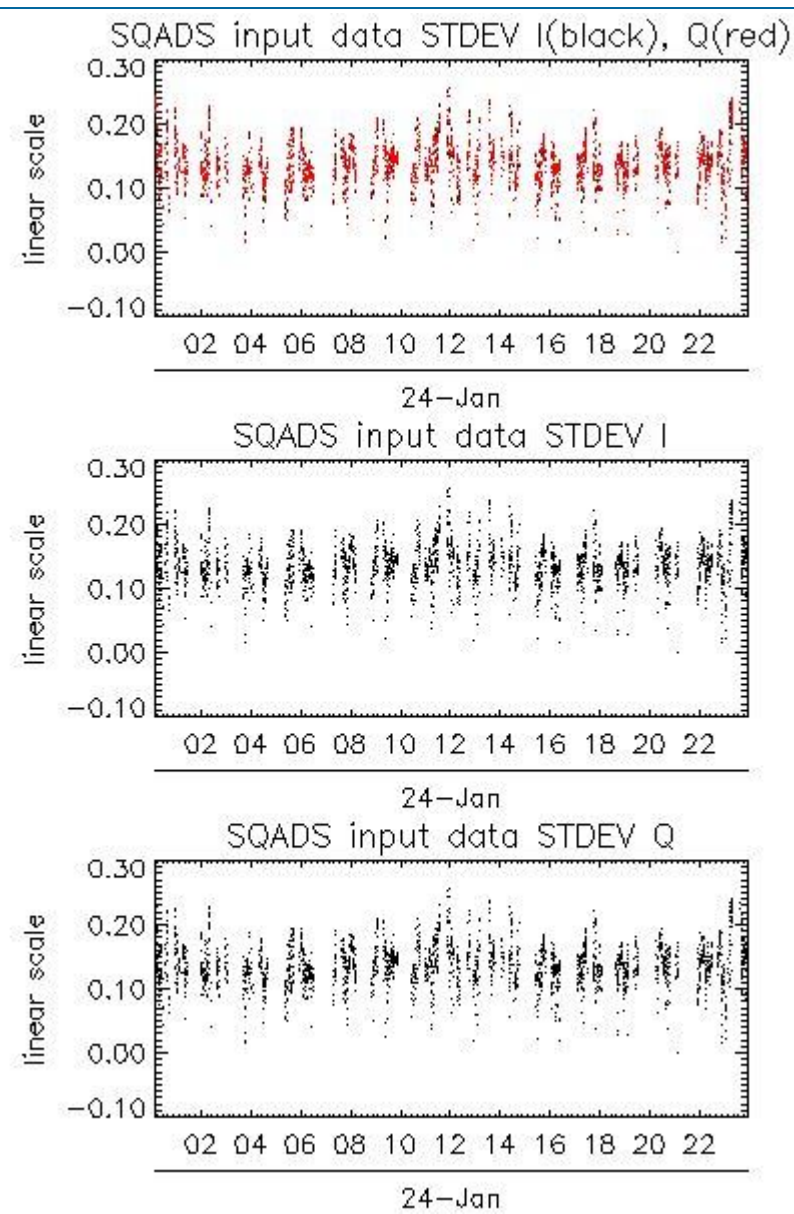 SQADS input data STDEV I(black), Q(red)
0.30
0.20
0.10
0.00
−0.10
linear scale
02 04 06 08 10 12 14 16 18 20 22
24−Jan
SQADS input data STDEV I
0.30
0.20
0.10
0.00
−0.10
linear scale
02 04 06 08 10 12 14 16 18 20 22
24−Jan
SQADS input data STDEV Q
0.30
0.20
0.10
0.00
−0.10
linear scale
02 04 06 08 10 12 14 16 18 20 22
24−Jan